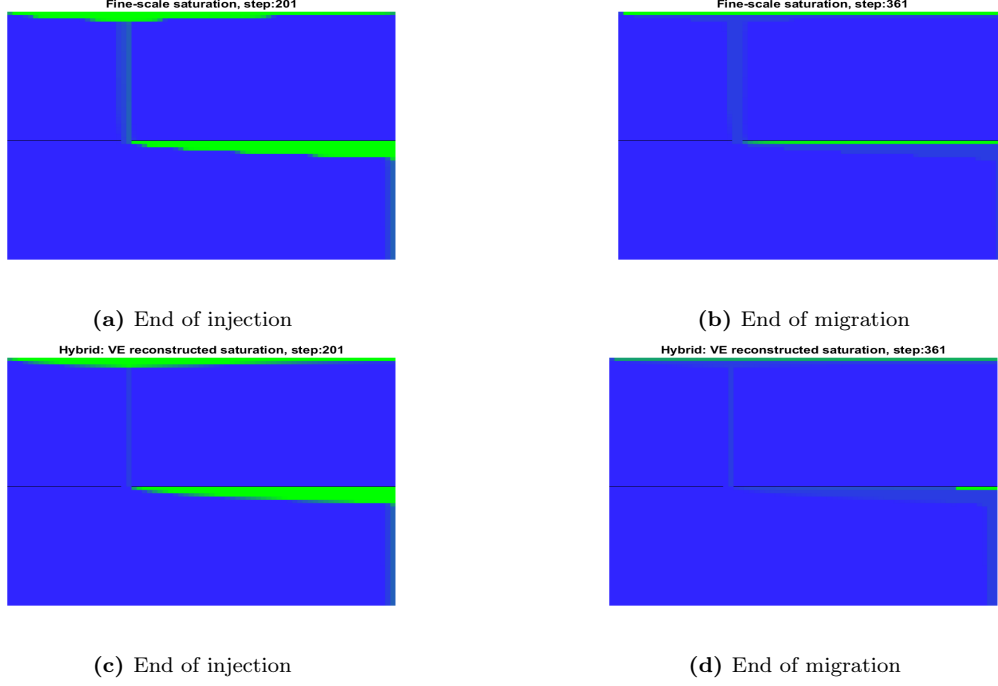 Fine-scale saturation, step:201
Fine-scale saturation, step:361
(a) End of injection
(b) End of migration
Hybrid: VE reconstructed saturation, step:201
Hybrid: VE reconstructed saturation, step:361
(c) End of injection
(d) End of migration